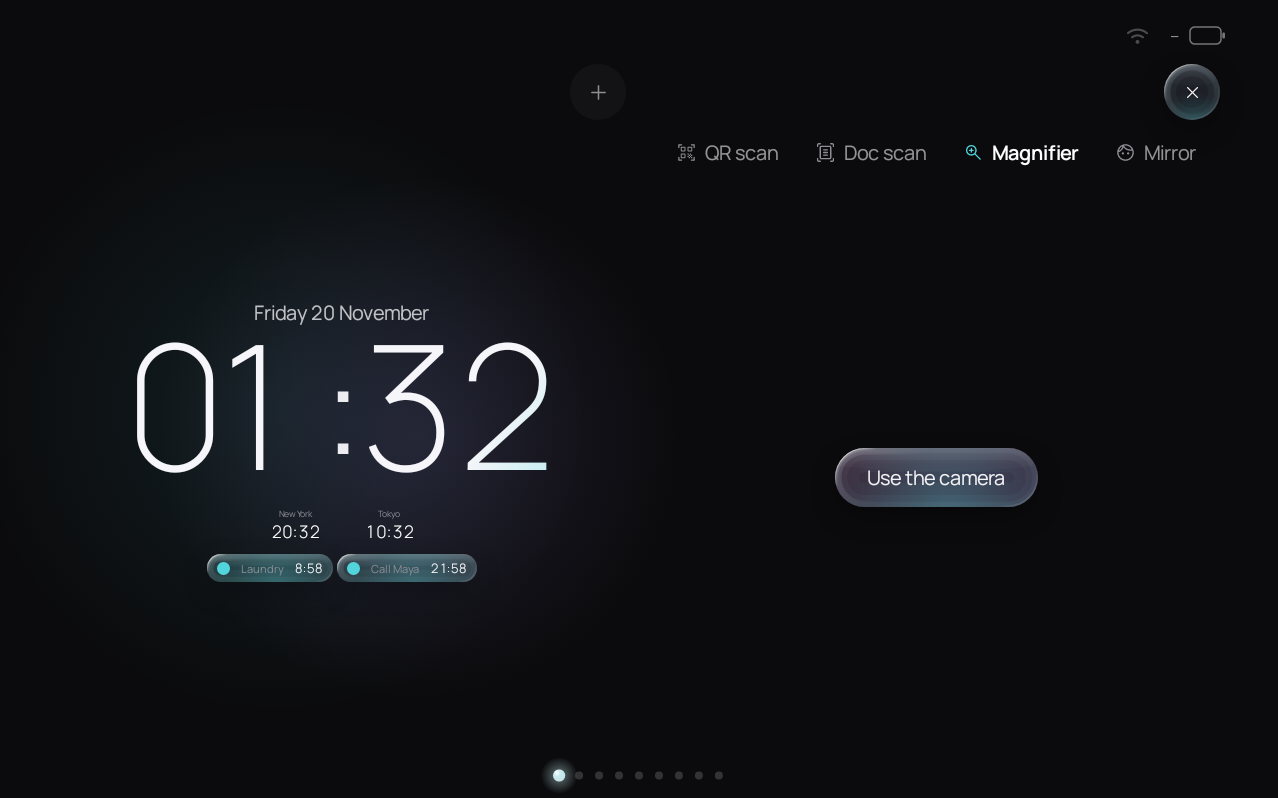 QR scan
Doc scan
Magnifier
Mirror
Friday 20 November
01:32
New York
20:32
Tokyo
10:32
Laundry 8:58
Call Maya 21:58
Use the camera